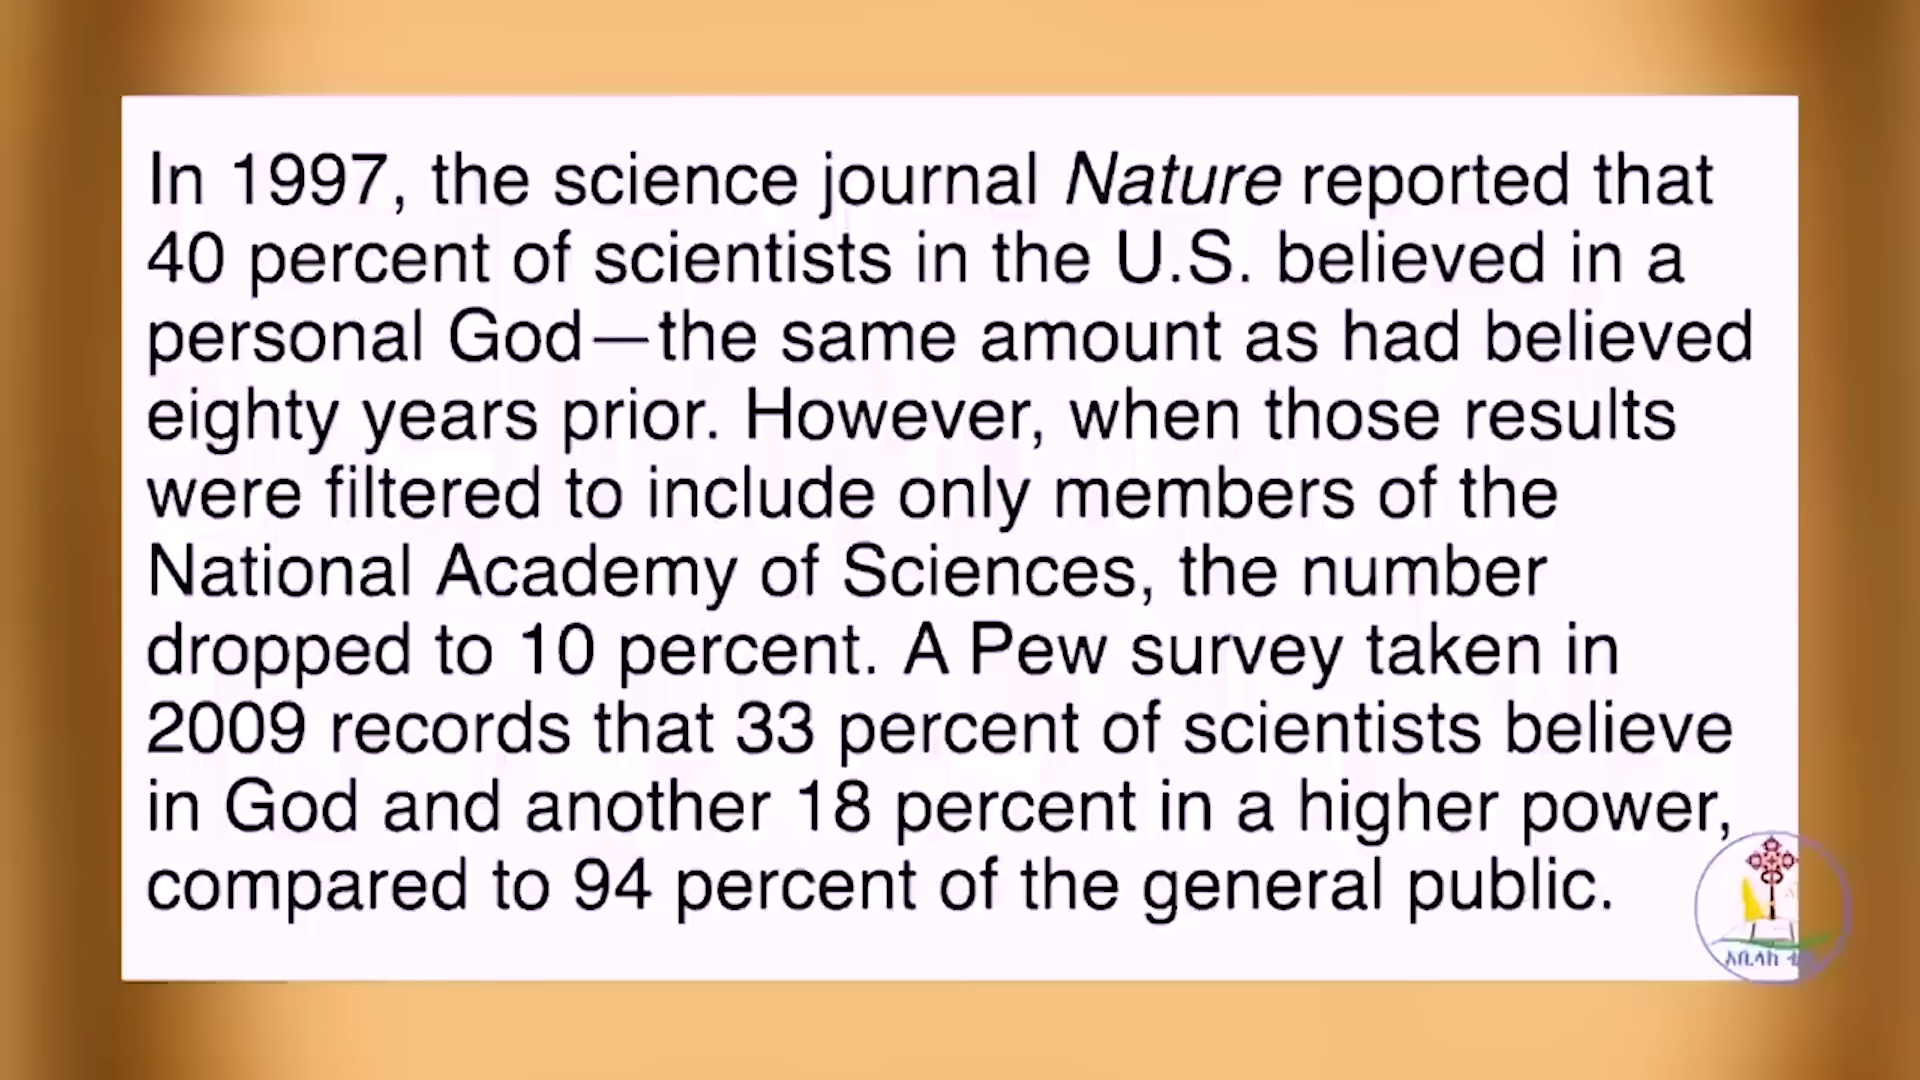 In 1997, the science journal Nature reported that
40 percent of scientists in the U.S. believed in a
personal God—the same amount as had believed
eighty years prior. However, when those results
were filtered to include only members of the
National Academy of Sciences, the number
dropped to 10 percent. A Pew survey taken in
2009 records that 33 percent of scientists believe
in God and another 18 percent in a higher power,
compared to 94 percent of the general public.